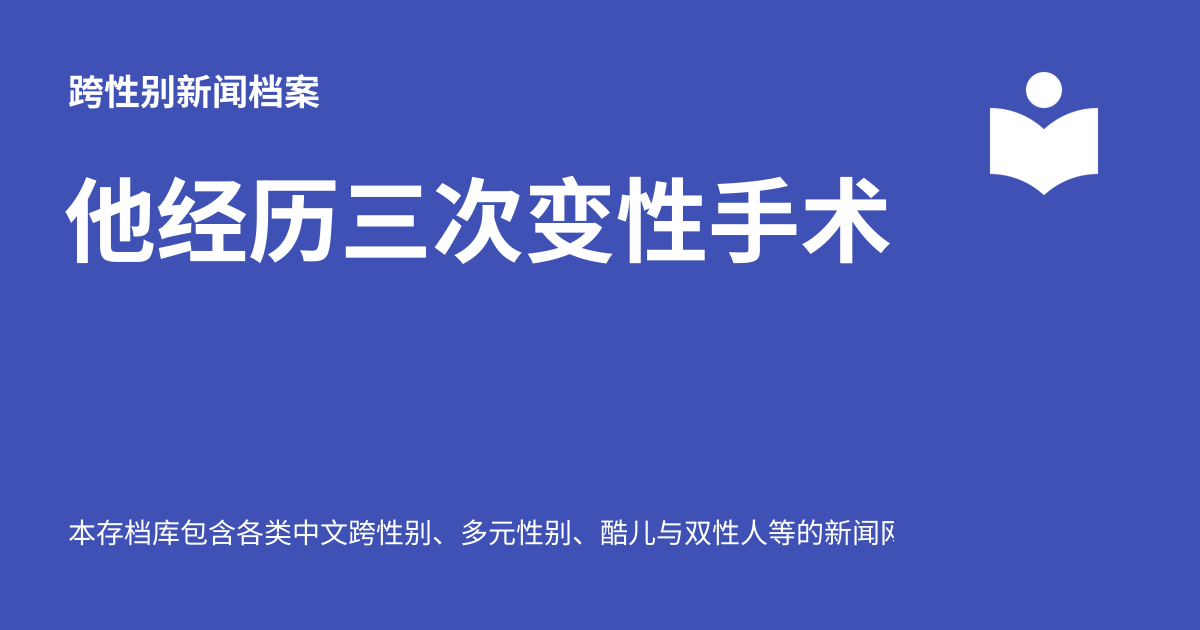 跨性别新闻档案
他经历三次变性手术
本存档库包含各类中文跨性别、多元性别、酷儿与双性人等的新闻